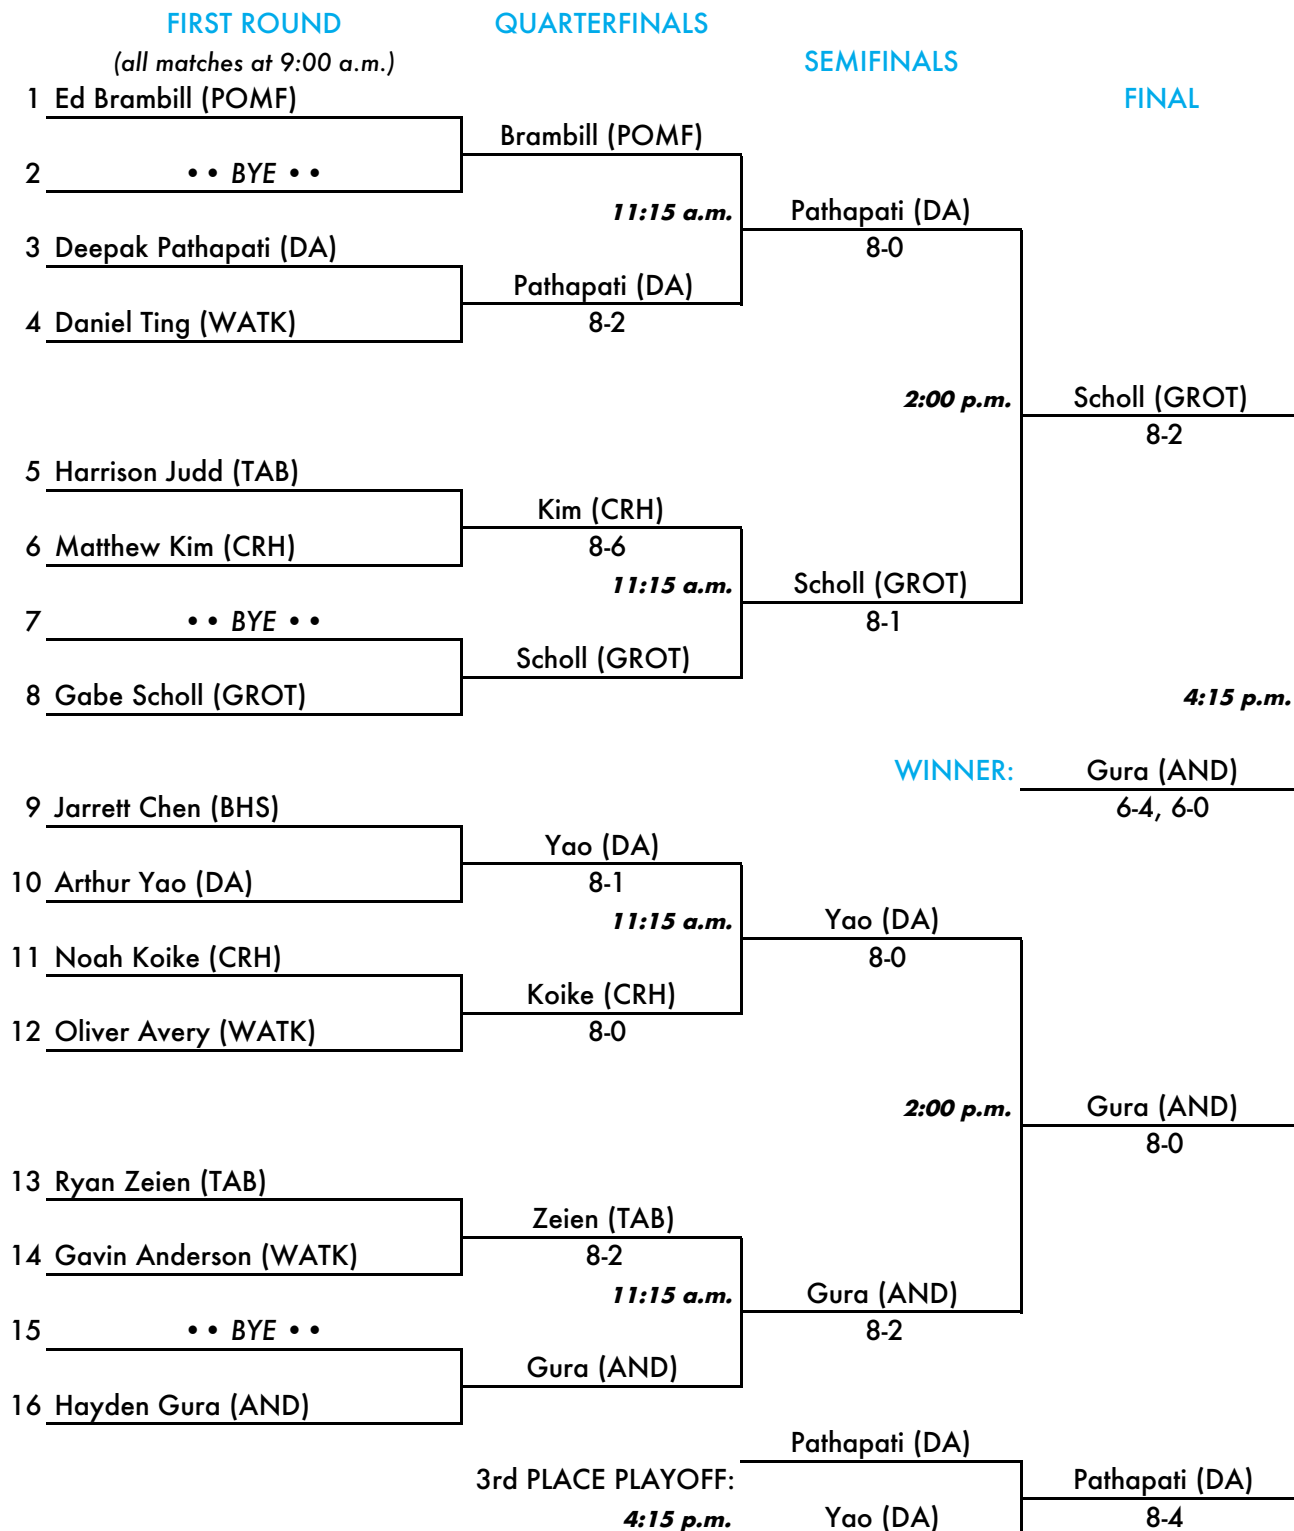 FIRST ROUND
QUARTERFINALS
(all matches at 9:00 a.m.)
SEMIFINALS
1 Ed Brambill (POMF)
FINAL
Brambill (POMF)
2 • • BYE • •
11:15 a.m.
Pathapati (DA)
3 Deepak Pathapati (DA)
8-0
Pathapati (DA)
4 Daniel Ting (WATK)
8-2
2:00 p.m.
Scholl (GROT)
8-2
5 Harrison Judd (TAB)
Kim (CRH)
6 Matthew Kim (CRH)
8-6
11:15 a.m.
Scholl (GROT)
7 • • BYE • •
8-1
Scholl (GROT)
8 Gabe Scholl (GROT)
4:15 p.m.
WINNER:
Gura (AND)
9 Jarrett Chen (BHS)
6-4, 6-0
Yao (DA)
10 Arthur Yao (DA)
8-1
11:15 a.m.
Yao (DA)
11 Noah Koike (CRH)
8-0
Koike (CRH)
12 Oliver Avery (WATK)
8-0
2:00 p.m.
Gura (AND)
8-0
13 Ryan Zeien (TAB)
Zeien (TAB)
14 Gavin Anderson (WATK)
8-2
11:15 a.m.
Gura (AND)
15 • • BYE • •
8-2
Gura (AND)
16 Hayden Gura (AND)
Pathapati (DA)
3rd PLACE PLAYOFF:
Pathapati (DA)
4:15 p.m.
Yao (DA)
8-4